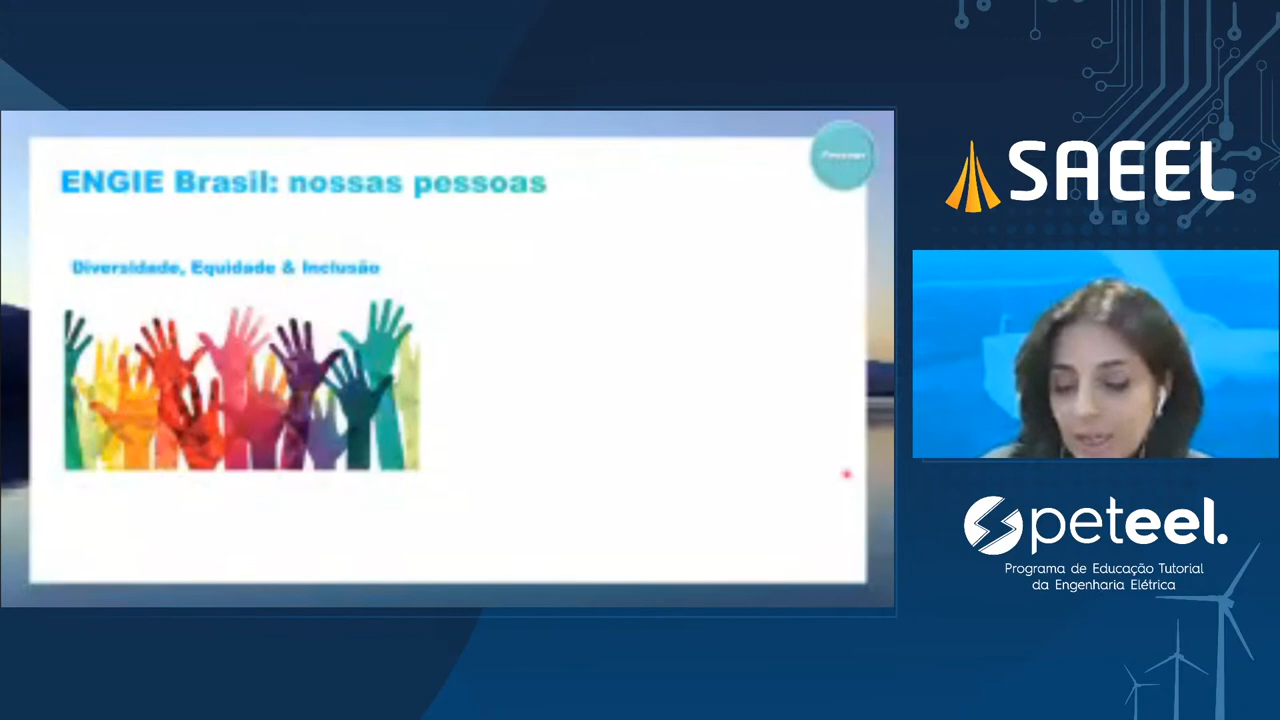 ENGIE Brasil: nossas pessoas
Diversidade, Equidade & Inclusão
SAEEL
peteel.
Programa de Educação Tutorial
da Engenharia Elétrica